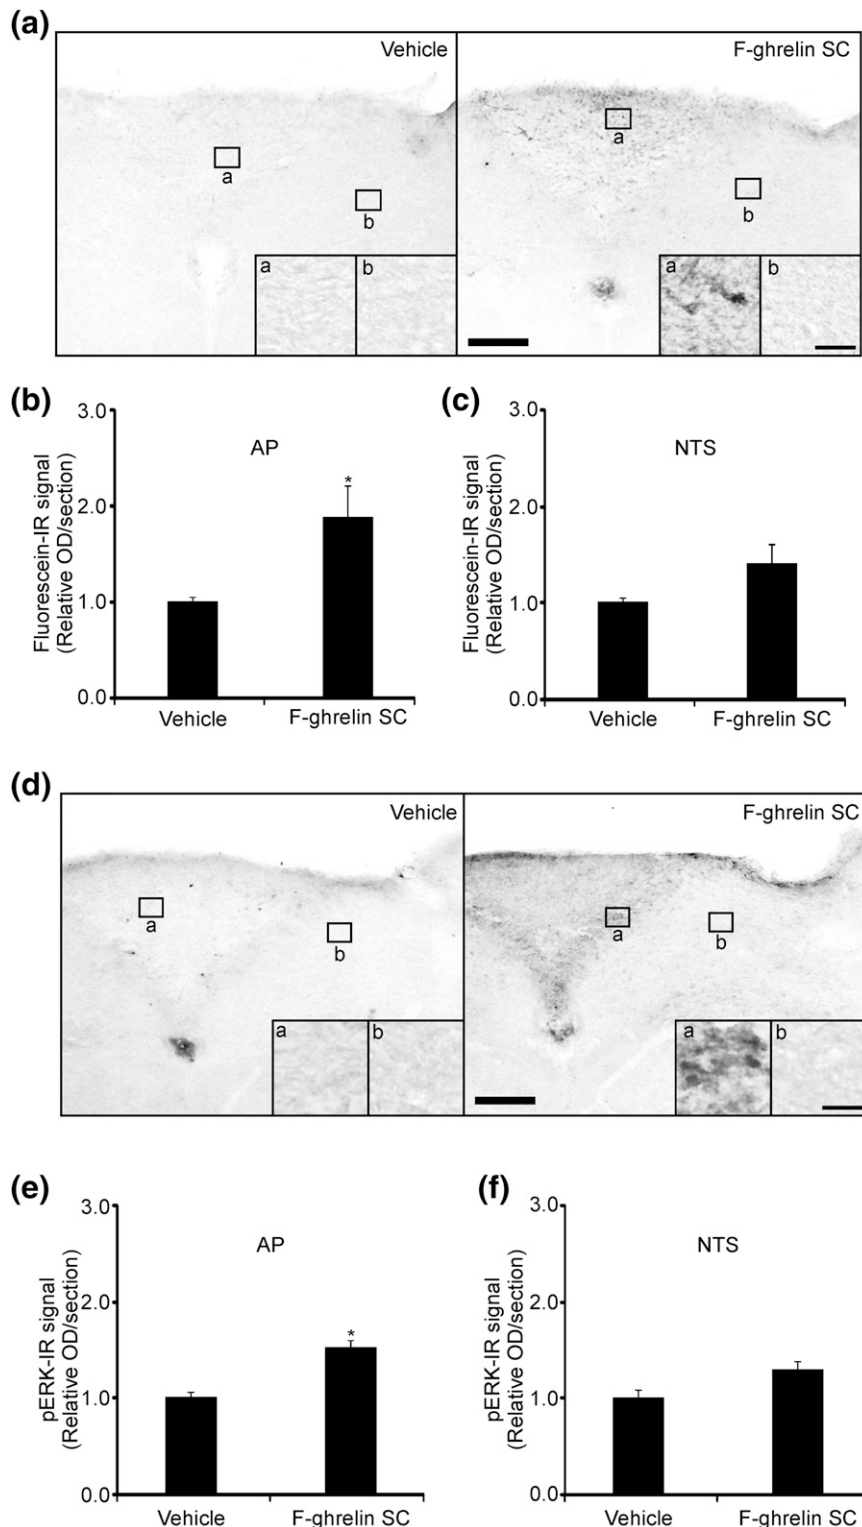 (a)
Vehicle
F-ghrelin SC
a
b
a
b
a
b
a
b
(b)
Fluorescein-IR signal
(Relative OD/section)
3.0
2.0
1.0
0.0
AP
*
Vehicle
F-ghrelin SC
(c)
Fluorescein-IR signal
(Relative OD/section)
3.0
2.0
1.0
0.0
NTS
Vehicle
F-ghrelin SC
(d)
Vehicle
F-ghrelin SC
a
b
a
b
a
b
a
b
(e)
pERK-IR signal
(Relative OD/section)
3.0
2.0
1.0
0.0
AP
*
Vehicle
F-ghrelin SC
(f)
pERK-IR signal
(Relative OD/section)
3.0
2.0
1.0
0.0
NTS
Vehicle
F-ghrelin SC